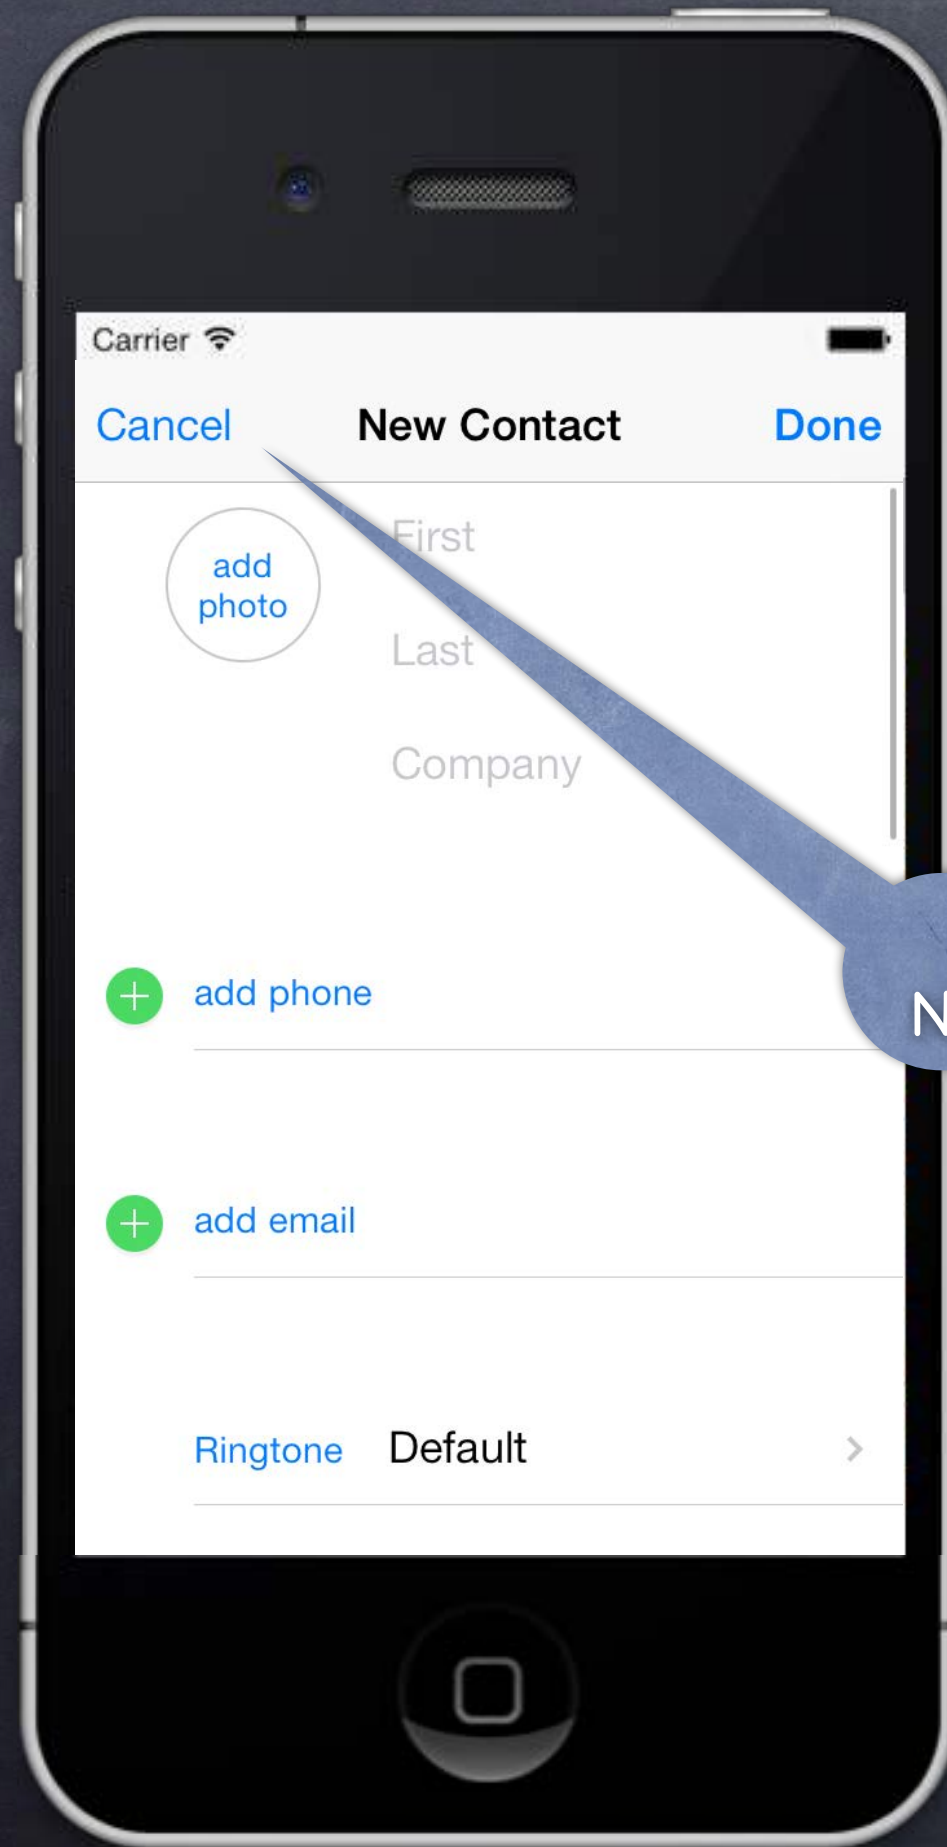 Carrier
Cancel New Contact Done
add
photo
First
Last
Company
add phone
add email
Ringtone Default